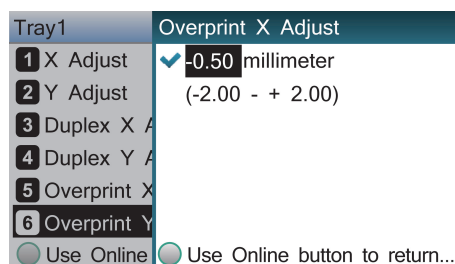 Tray1
1 X Adjust
2 Y Adjust
3 Duplex X A
4 Duplex Y A
5 Overprint X
6 Overprint Y
Use Online
Overprint X Adjust
-0.50 millimeter
(-2.00 - + 2.00)
Use Online button to return...